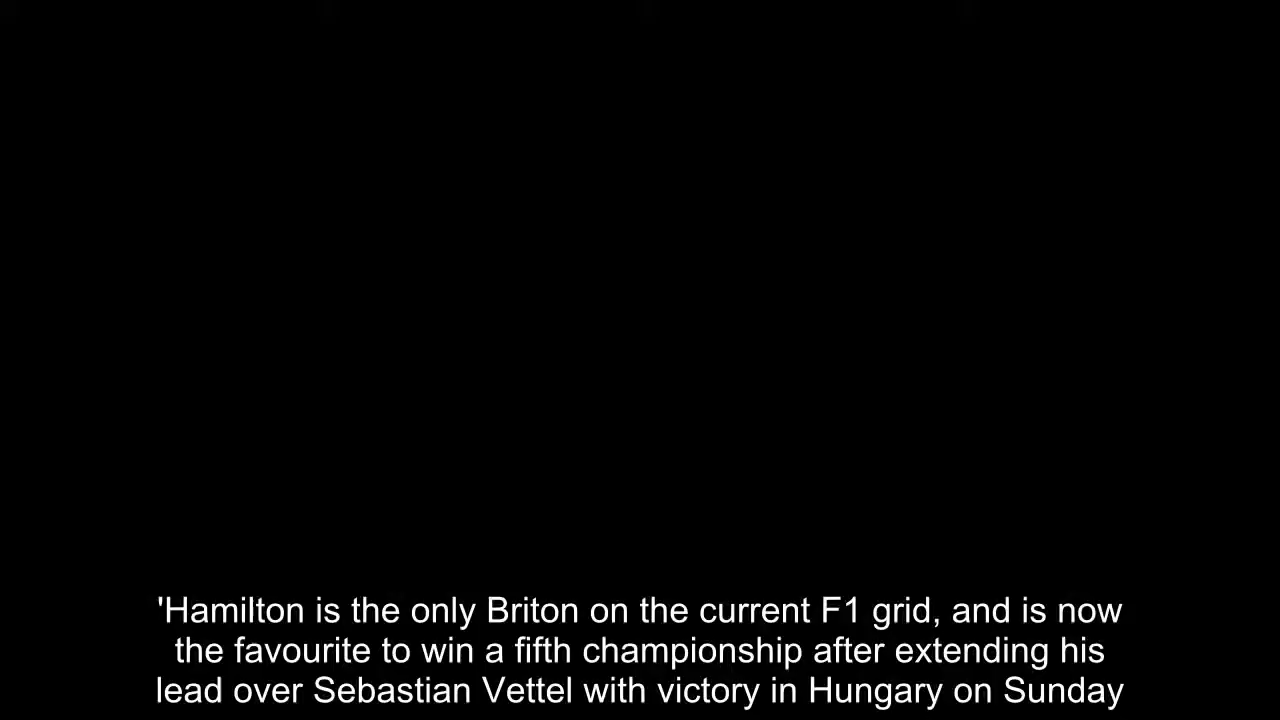 'Hamilton is the only Briton on the current F1 grid, and is now
the favourite to win a fifth championship after extending his
lead over Sebastian Vettel with victory in Hungary on Sunday